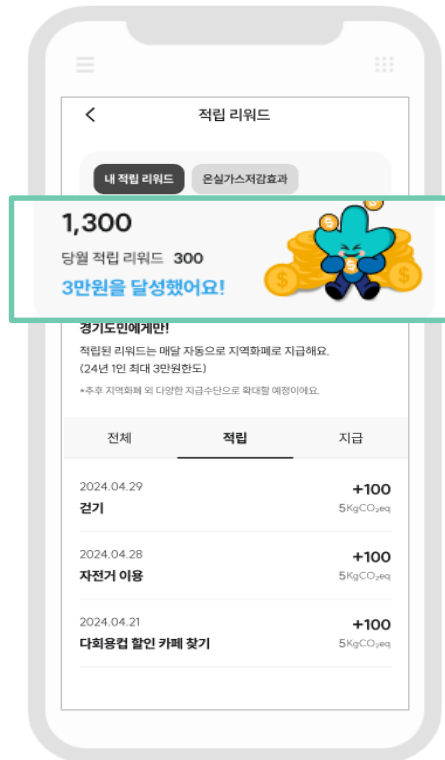 적립 리워드
내 적립 리워드 온실가스저감효과
1,300
당월 적립 리워드 300
3만원을 달성했어요!
경기도민에게만!
적립된 리워드는 매달 자동으로 지역화폐로 지급해요.
(24년 1인 최대 3만원한도)
*추후 지역화폐 외 다양한 지급수단으로 확대할 예정이에요.
전체 적립 지급
2024.04.29
+100
걷기
5KgCO₂eq
2024.04.28
+100
자전거 이용
5KgCO₂eq
2024.04.21
+100
다회용컵 할인 카페 찾기
5KgCO₂eq